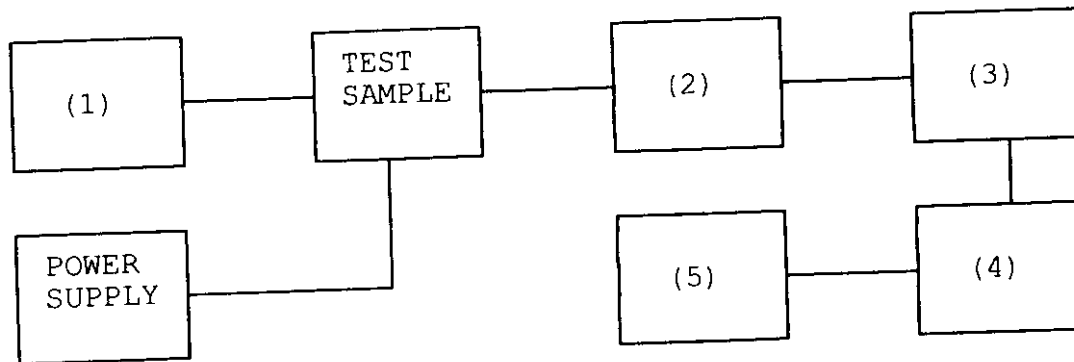 (1)
TEST
SAMPLE
(2)
(3)
POWER
SUPPLY
(5)
(4)